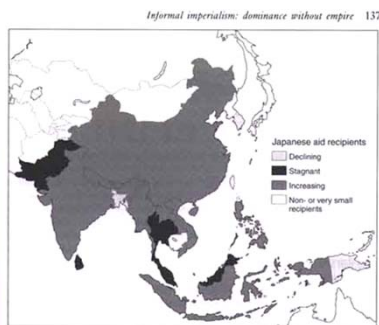 Informal imperialism: dominance without empire 137
Japanese aid recipients
Declining
Stagnant
Increasing
Non- or very small
recipients